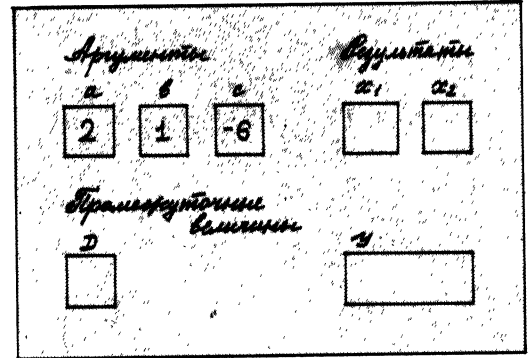 Аргументы Результаты
a b c x₁ x₂
2 1 -6
Промежуточные
величины
D y